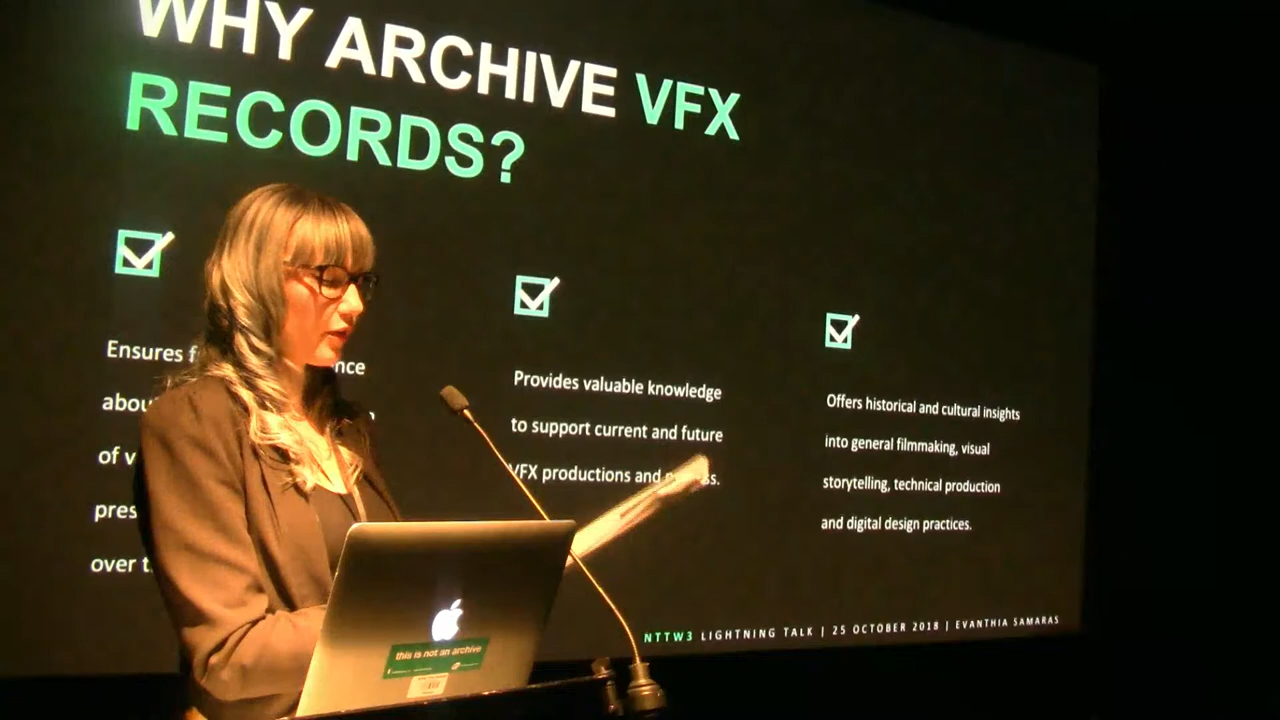 WHY ARCHIVE VFX
RECORDS?
Ensures
of
over
Provides valuable knowledge
to support current and future
VFX productions and
Offers historical and cultural insights
into general filmmaking, visual
storytelling, technical production
and digital design practices.
NTTW3 LIGHTNING TALK | 25 OCTOBER 2018 | EVANTHIA SAMARAS
this is not an archive